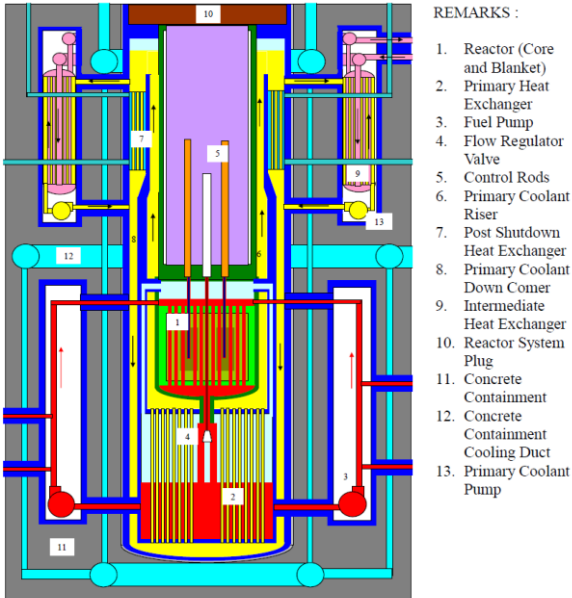 REMARKS :
1. Reactor (Core
and Blanket)
2. Primary Heat
Exchanger
3. Fuel Pump
4. Flow Regulator
Valve
5. Control Rods
6. Primary Coolant
Riser
7. Post Shutdown
Heat Exchanger
8. Primary Coolant
Down Comer
9. Intermediate
Heat Exchanger
10. Reactor System
Plug
11. Concrete
Containment
12. Concrete
Containment
Cooling Duct
13. Primary Coolant
Pump
10
7
5
9
13
8
6
12
1
4
3
2
11